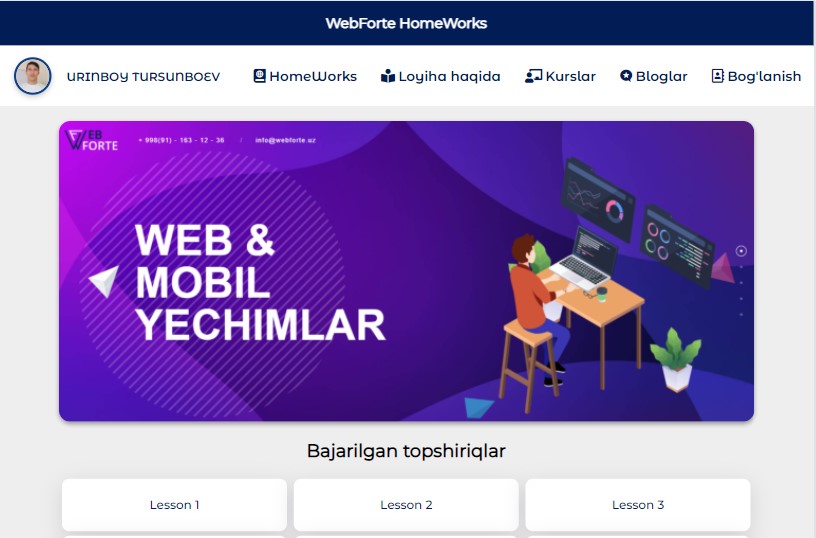 WebForte HomeWorks
URINBOY TURSUNBOEV HomeWorks Loyiha haqida Kurslar Bloglar Bog'lanish
WEB FORTE + 998(91) - 163 - 12 - 36 / info@webforte.uz
WEB &
MOBIL
YECHIMLAR
Bajarilgan topshiriqlar
Lesson 1 Lesson 2 Lesson 3